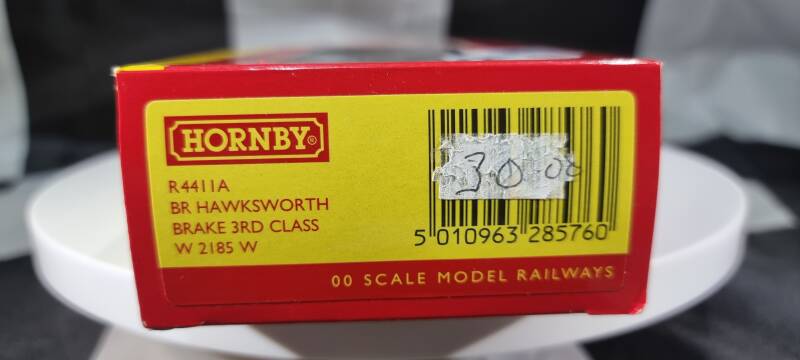 HORNBY®
R4411A
BR HAWKSWORTH
BRAKE 3RD CLASS
W 2185 W
30 00
5 010963 285760
00 SCALE MODEL RAILWAYS